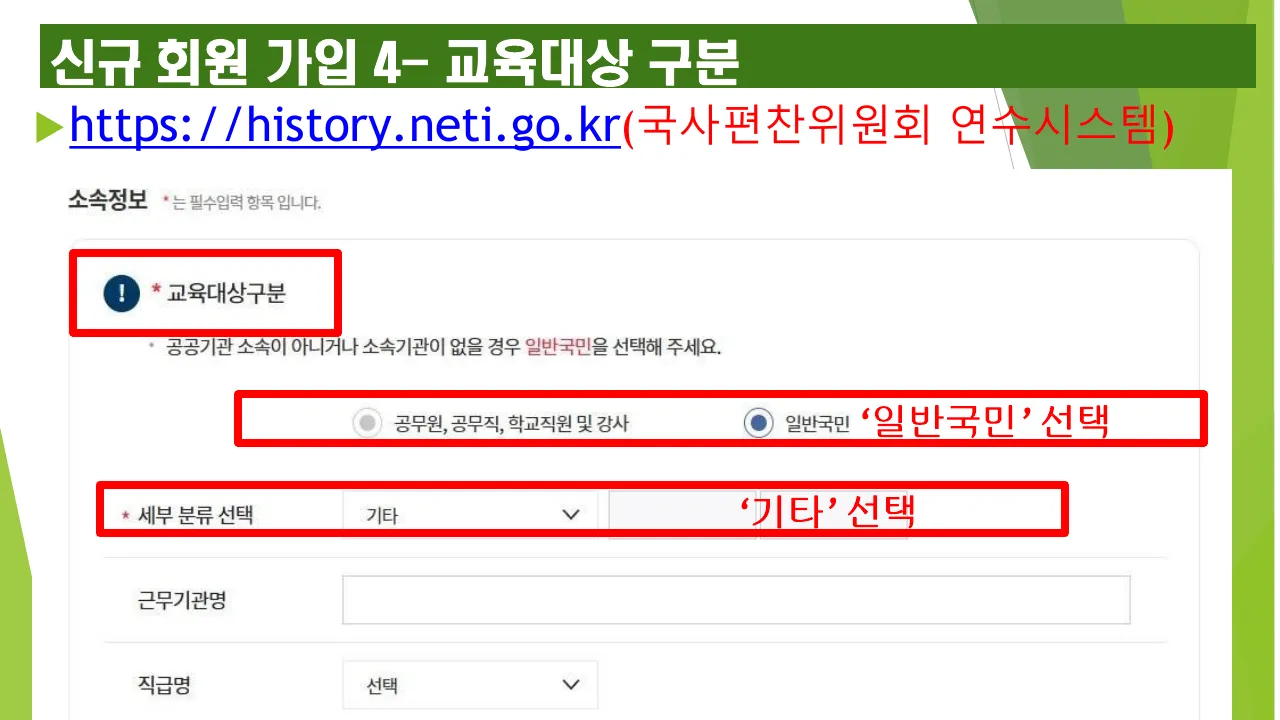 신규 회원 가입 4- 교육대상 구분
https://history.neti.go.kr(국사편찬위원회 연수시스템)
소속정보 * 는 필수입력 항목 입니다.
! * 교육대상구분
공공기관 소속이 아니거나 소속기관이 없을 경우 일반국민을 선택해 주세요.
공무원, 공무직, 학교직원 및 강사 일반국민 ‘일반국민’ 선택
* 세부 분류 선택 기타 ‘기타’ 선택
근무기관명
직급명 선택